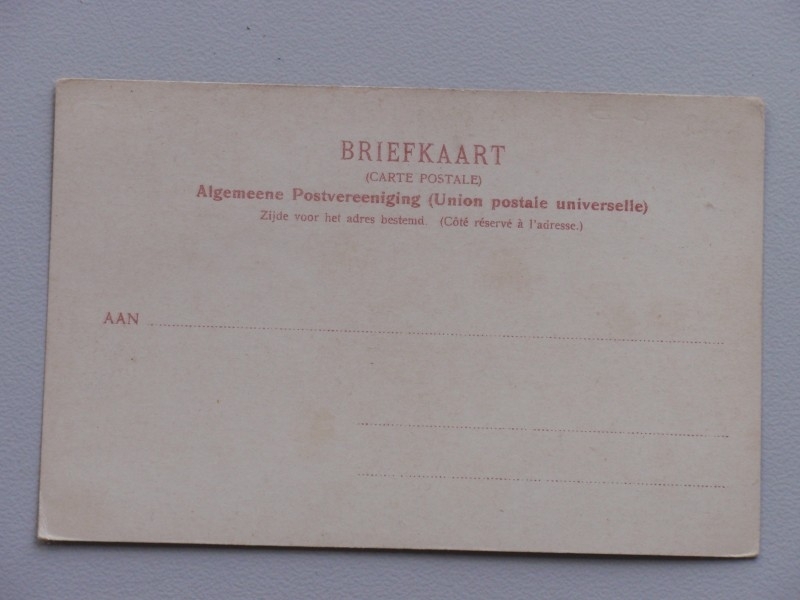 BRIEFKAART
(CARTE POSTALE)
Algemeene Postvereeniging (Union postale universelle)
Zijde voor het adres bestemd. (Côté réservé à l'adresse.)
AAN